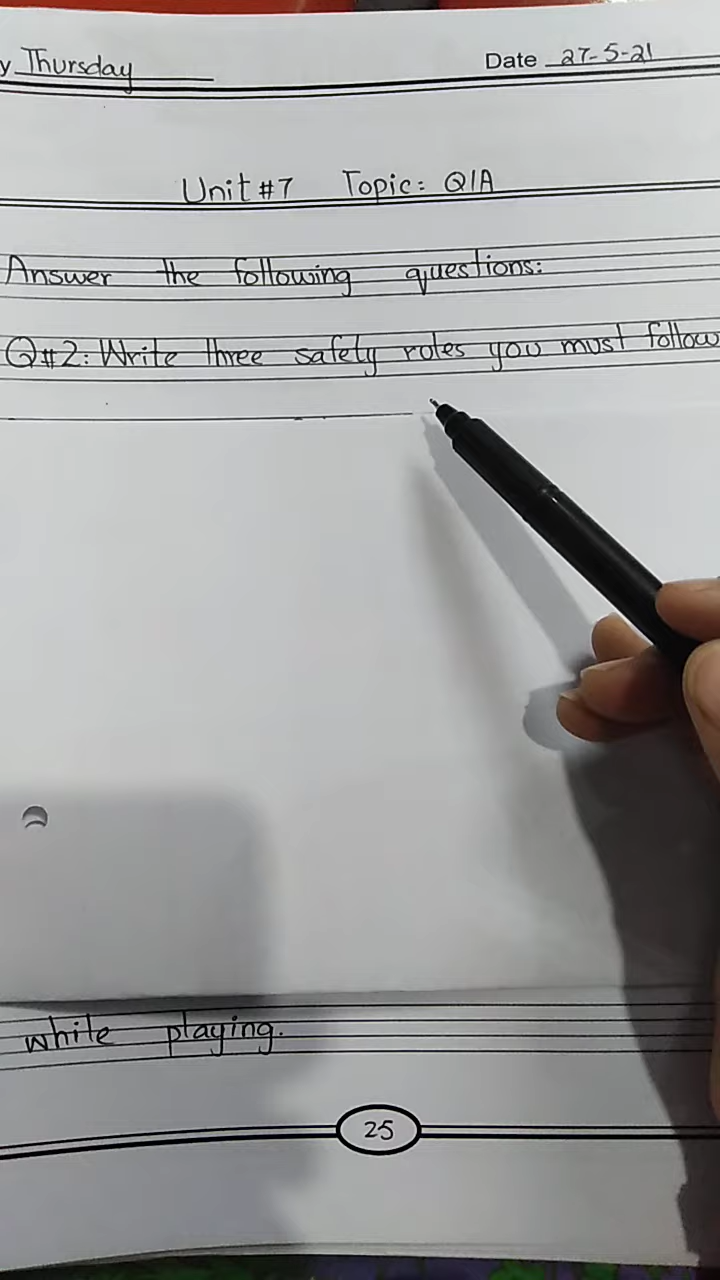 y Thursday Date 27-5-21
Unit #7 Topic: Q/A
Answer the following questions:
Q#2: Write three safety rules you must follow
while playing.
25